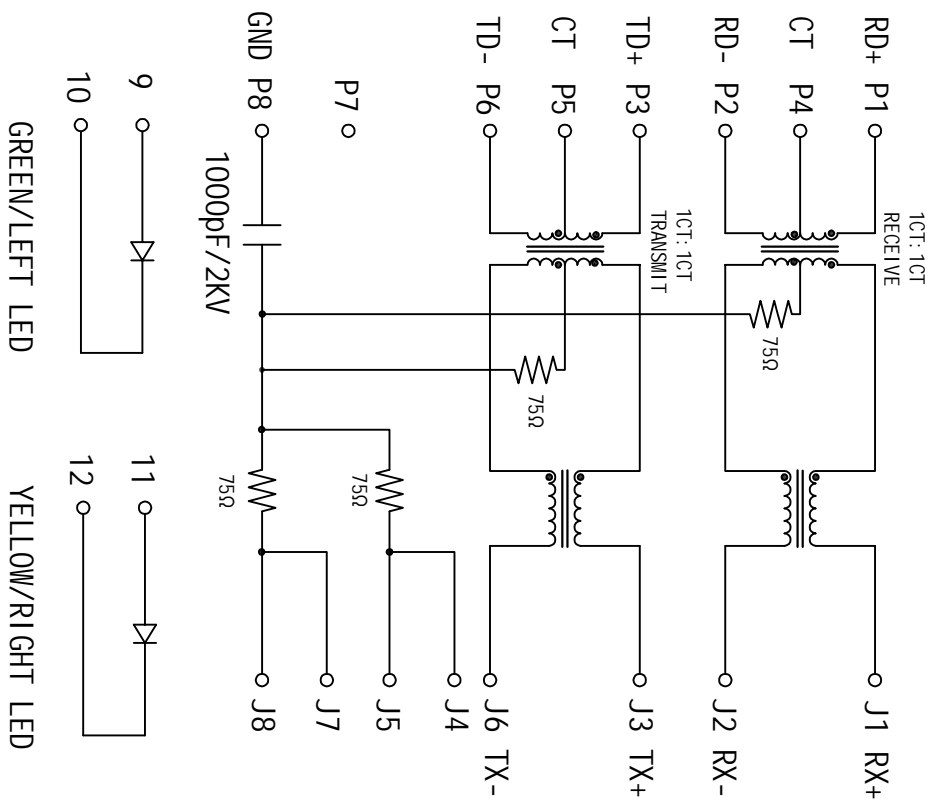 RD+ P1
CT P4
RD- P2
TD+ P3
CT P5
TD- P6
P7
GND P8
1CT:1CT
RECEIVE
1CT:1CT
TRANSMIT
1000pF/2KV
75Ω
75Ω
75Ω
75Ω
J1 RX+
J2 RX-
J3 TX+
J6 TX-
J4
J5
J7
J8
9
10
GREEN/LEFT LED
11
12
YELLOW/RIGHT LED